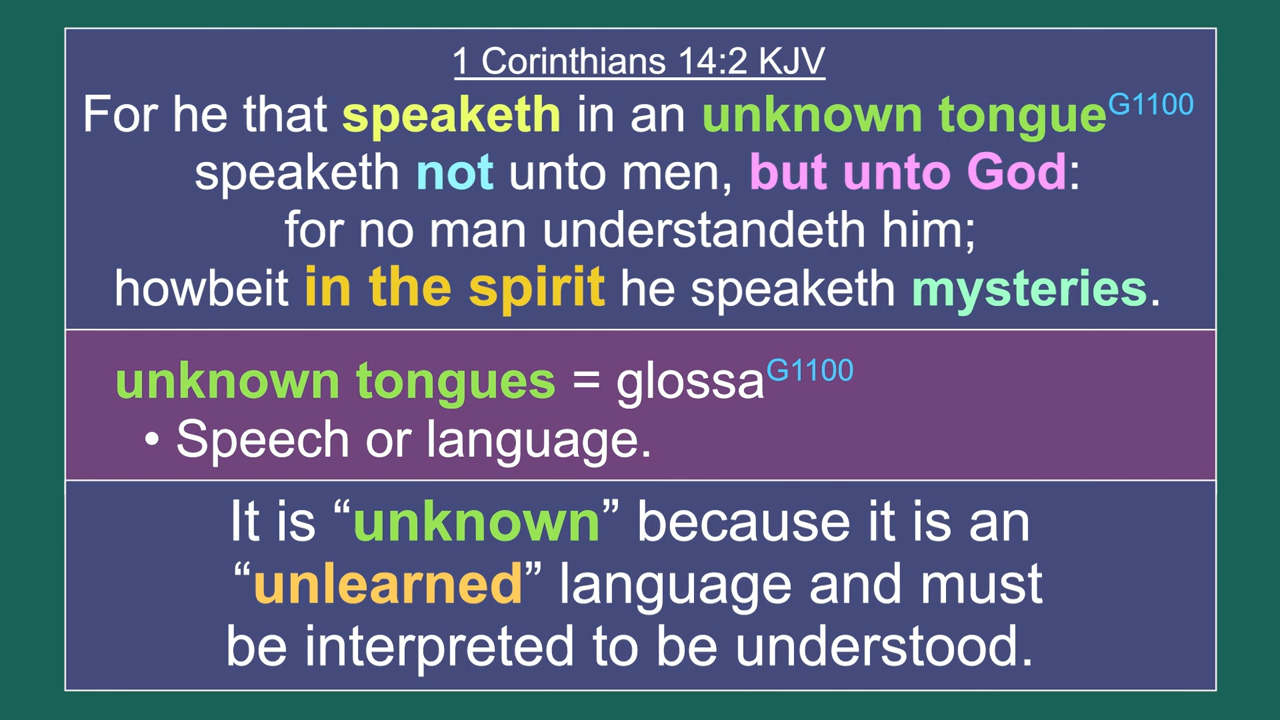 1 Corinthians 14:2 KJV
For he that speaketh in an unknown tongueG1100
speaketh not unto men, but unto God:
for no man understandeth him;
howbeit in the spirit he speaketh mysteries.
unknown tongues = glossaG1100
• Speech or language.
It is “unknown” because it is an
“unlearned” language and must
be interpreted to be understood.